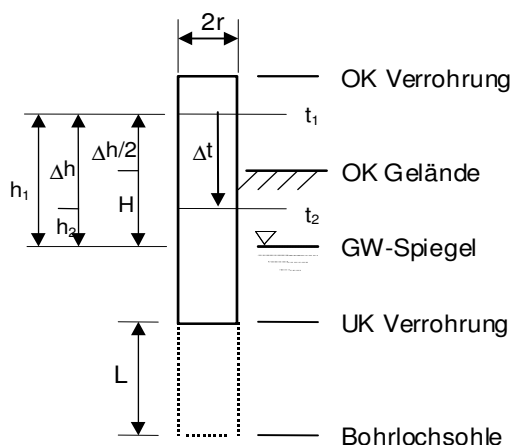 2r
OK Verrohrung
t₁
Δh/2
Δt
Δh
OK Gelände
h₁
H
h₂
t₂
GW-Spiegel
UK Verrohrung
L
Bohrlochsohle